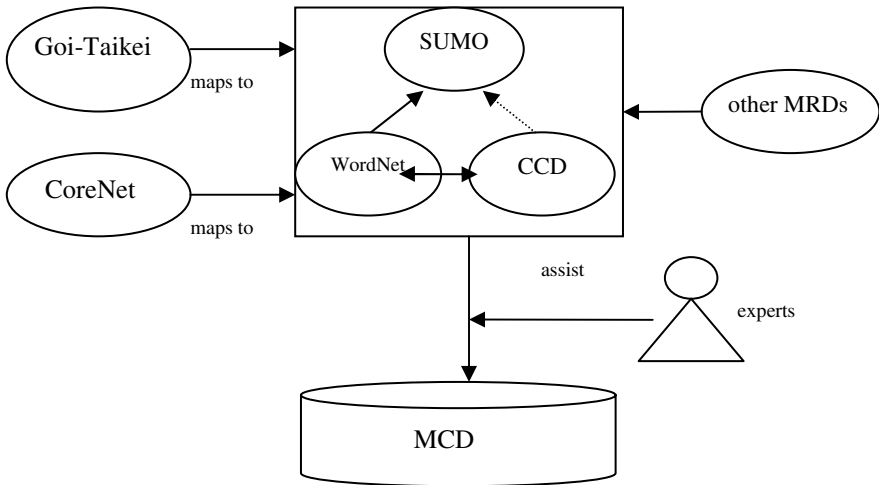 Goi-Taikei
maps to
SUMO
other MRDs
WordNet
CCD
CoreNet
maps to
assist
experts
MCD